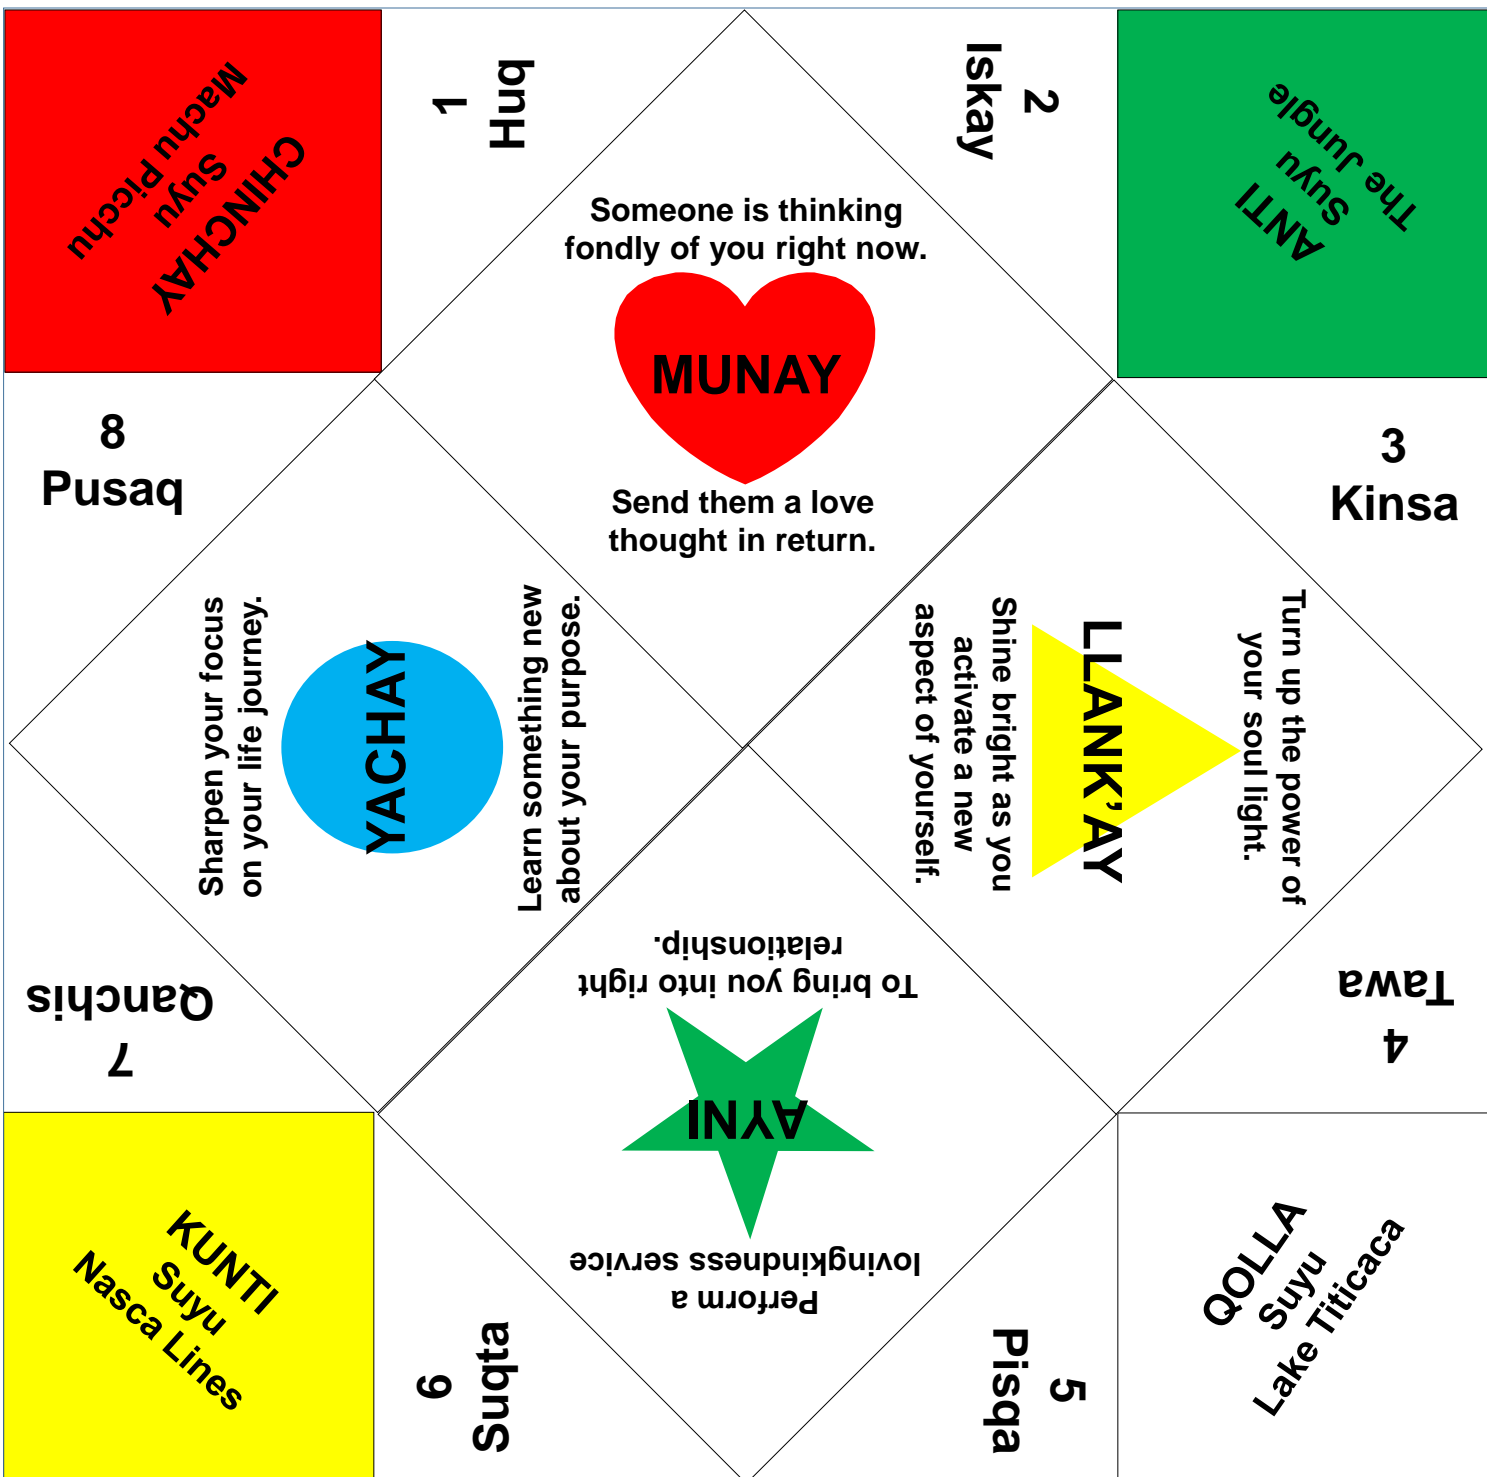 CHINCHAY
Suyu
Machu Picchu
1
Huq
2
Iskay
ANTI
Suyu
The Jungle
Someone is thinking
fondly of you right now.
MUNAY
Send them a love
thought in return.
8
Pusaq
3
Kinsa
Sharpen your focus
on your life journey.
YACHAY
Learn something new
about your purpose.
Turn up the power of
your soul light.
LLANK’AY
Shine bright as you
activate a new
aspect of yourself.
Perform a
lovingkindness service
AYNI
To bring you into right
relationship.
7
Qanchis
4
Tawa
KUNTI
Suyu
Nasca Lines
6
Suqta
5
Pisqa
QOLLA
Suyu
Lake Titicaca